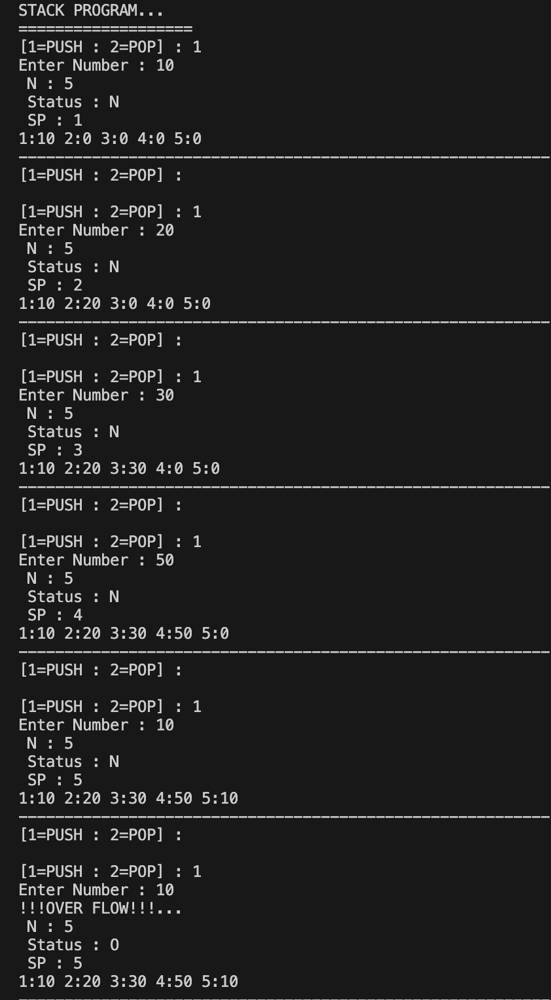 STACK PROGRAM...
===================
[1=PUSH : 2=POP] : 1
Enter Number : 10
N : 5
Status : N
SP : 1
1:10 2:0 3:0 4:0 5:0
----------------------------------------------------------
[1=PUSH : 2=POP] :
[1=PUSH : 2=POP] : 1
Enter Number : 20
N : 5
Status : N
SP : 2
1:10 2:20 3:0 4:0 5:0
----------------------------------------------------------
[1=PUSH : 2=POP] :
[1=PUSH : 2=POP] : 1
Enter Number : 30
N : 5
Status : N
SP : 3
1:10 2:20 3:30 4:0 5:0
----------------------------------------------------------
[1=PUSH : 2=POP] :
[1=PUSH : 2=POP] : 1
Enter Number : 50
N : 5
Status : N
SP : 4
1:10 2:20 3:30 4:50 5:0
----------------------------------------------------------
[1=PUSH : 2=POP] :
[1=PUSH : 2=POP] : 1
Enter Number : 10
N : 5
Status : N
SP : 5
1:10 2:20 3:30 4:50 5:10
----------------------------------------------------------
[1=PUSH : 2=POP] :
[1=PUSH : 2=POP] : 1
Enter Number : 10
!!!OVER FLOW!!!...
N : 5
Status : O
SP : 5
1:10 2:20 3:30 4:50 5:10
----------------------------------------------------------